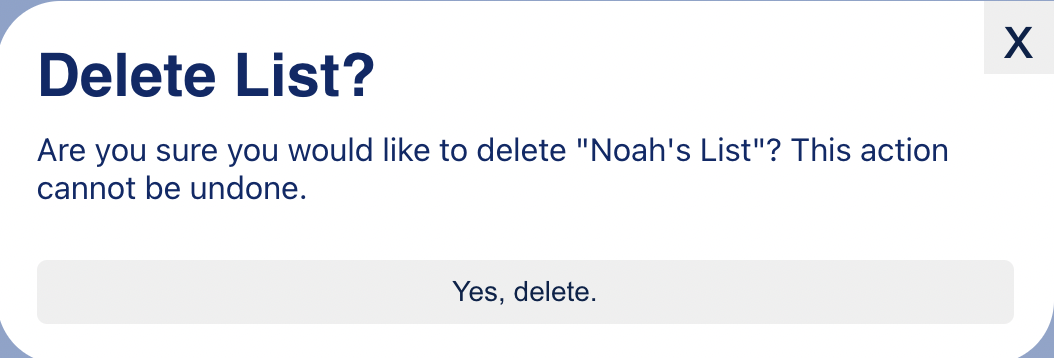 X
Delete List?
Are you sure you would like to delete "Noah's List"? This action
cannot be undone.
Yes, delete.